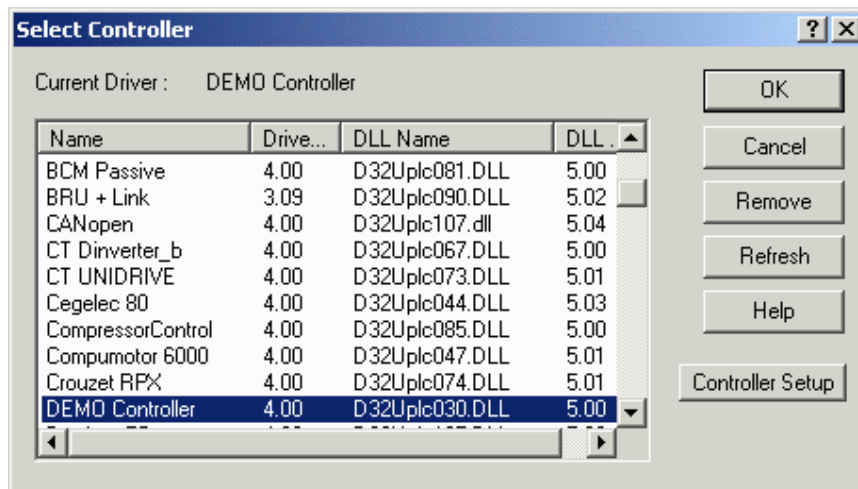 Select Controller
Current Driver : DEMO Controller
Name Drive... DLL Name DLL .
BCM Passive 4.00 D32Uplc081.DLL 5.00
BRU + Link 3.09 D32Uplc090.DLL 5.02
CANopen 4.00 D32Uplc107.dll 5.04
CT Dinverter_b 4.00 D32Uplc067.DLL 5.00
CT UNIDRIVE 4.00 D32Uplc073.DLL 5.01
Cegelec 80 4.00 D32Uplc044.DLL 5.03
CompressorControl 4.00 D32Uplc085.DLL 5.00
Compumotor 6000 4.00 D32Uplc047.DLL 5.01
Crouzet RPX 4.00 D32Uplc074.DLL 5.01
DEMO Controller 4.00 D32Uplc030.DLL 5.00
OK
Cancel
Remove
Refresh
Help
Controller Setup